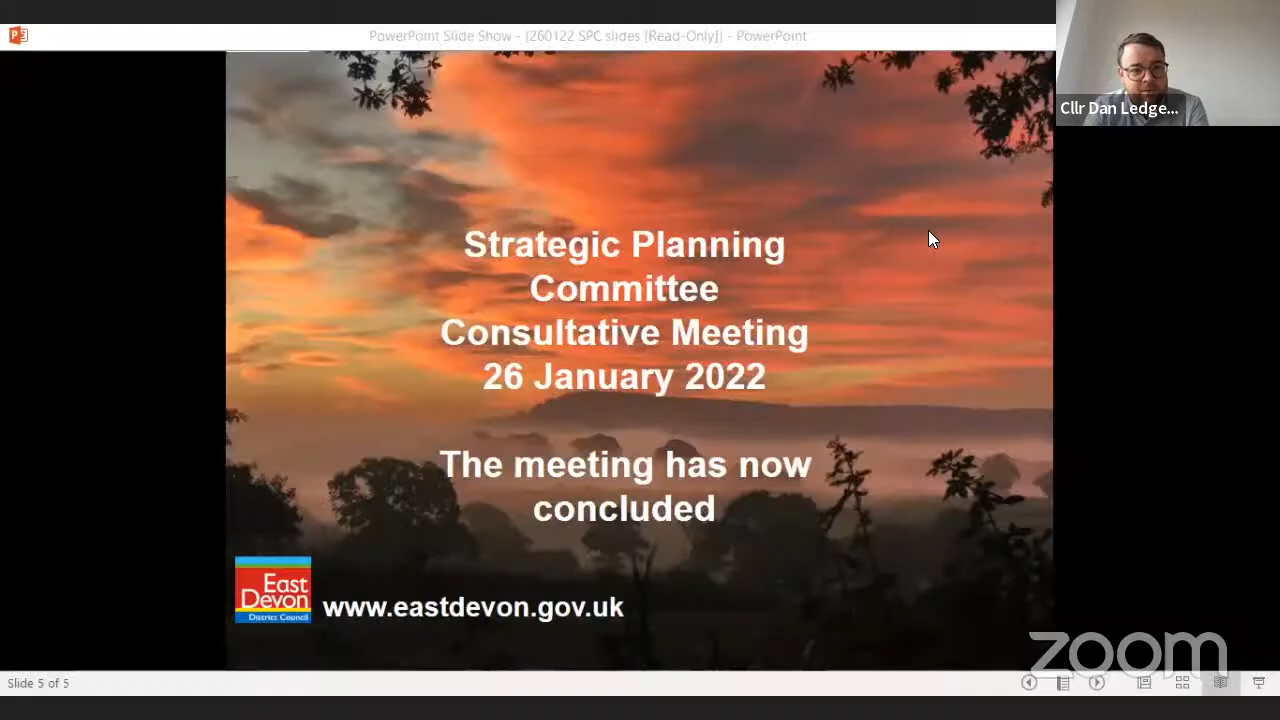 PowerPoint Slide Show - [260122 SPC slides [Read-Only]] - PowerPoint
Cllr Dan Ledge...
Strategic Planning
Committee
Consultative Meeting
26 January 2022
The meeting has now
concluded
East
Devon
District Council
www.eastdevon.gov.uk
zoom
Slide 5 of 5